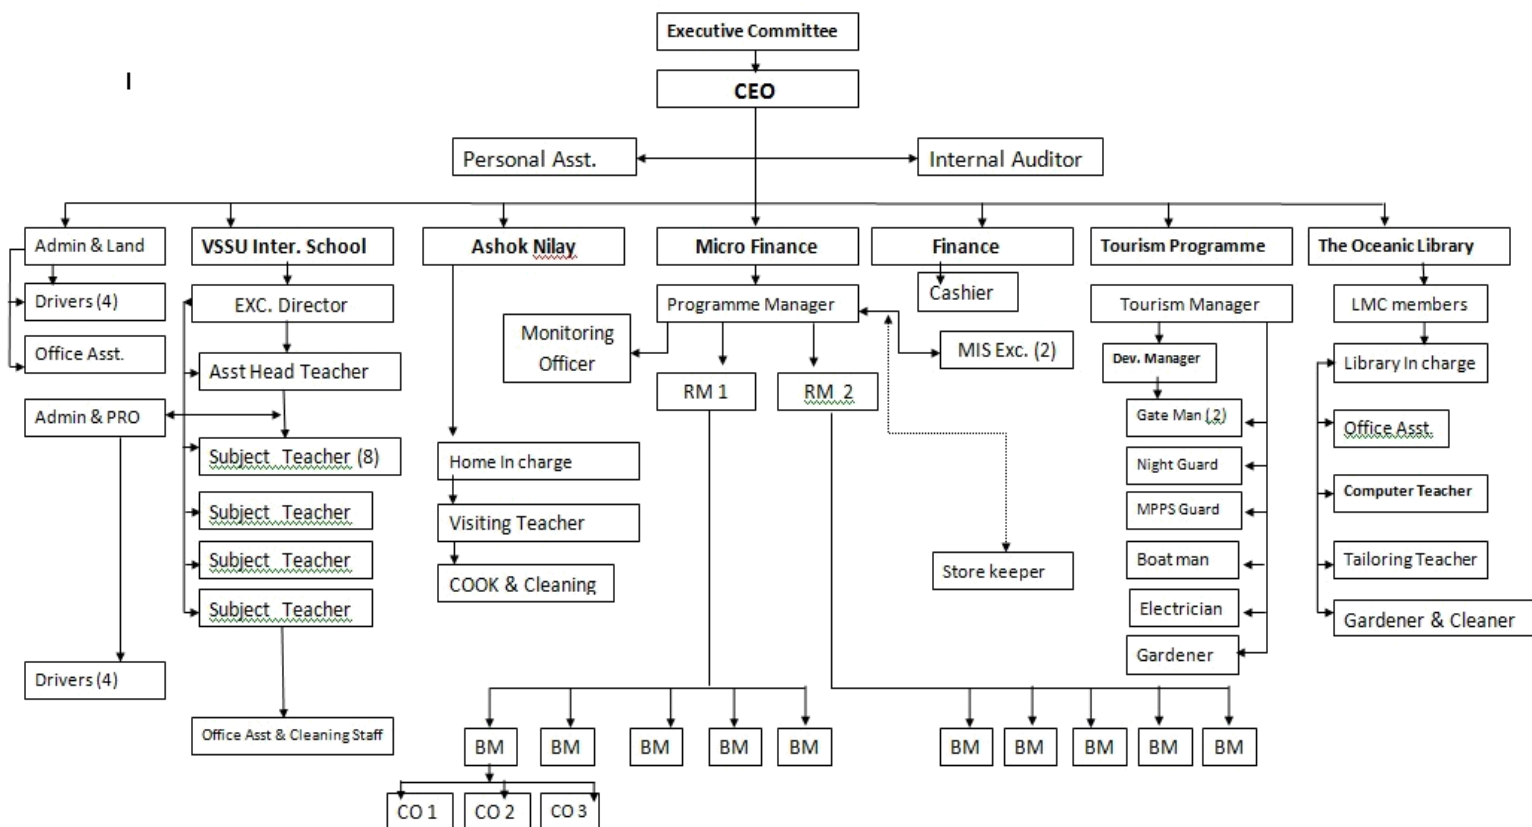 Executive Committee
CEO
I
Personal Asst.
Internal Auditor
Admin & Land
VSSU Inter. School
Ashok Nilay
Micro Finance
Finance
Tourism Programme
The Oceanic Library
Drivers (4)
Office Asst.
Admin & PRO
Drivers (4)
EXC. Director
Asst Head Teacher
Subject Teacher (8)
Subject Teacher
Subject Teacher
Subject Teacher
Office Asst & Cleaning Staff
Home In charge
Visiting Teacher
COOK & Cleaning
Programme Manager
Monitoring
Officer
MIS Exc. (2)
RM 1
RM 2
Store keeper
BM
BM
BM
BM
BM
BM
BM
BM
BM
BM
CO 1
CO 2
CO 3
Cashier
Tourism Manager
Dev. Manager
Gate Man (2)
Night Guard
MPPS Guard
Boat man
Electrician
Gardener
LMC members
Library In charge
Office Asst.
Computer Teacher
Tailoring Teacher
Gardener & Cleaner